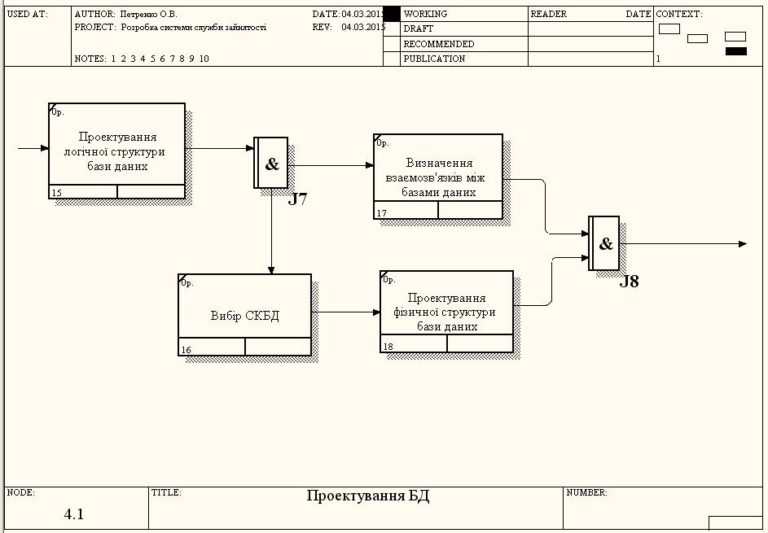 USED AT:
AUTHOR: Петренко О.В.
DATE: 04.03.2015
PROJECT: Розробка системи служби зайнятості
REV: 04.03.2015
NOTES: 1 2 3 4 5 6 7 8 9 10
WORKING
DRAFT
RECOMMENDED
PUBLICATION
READER DATE
CONTEXT:
1
0р.
Проектування
логічної структури
бази даних
15
&
J7
0р.
Визначення
взаємозв'язків між
базами даних
17
&
J8
0р.
Вибір СКБД
16
0р.
Проектування
фізичної структури
бази даних
18
NODE:
4.1
TITLE:
Проектування БД
NUMBER: